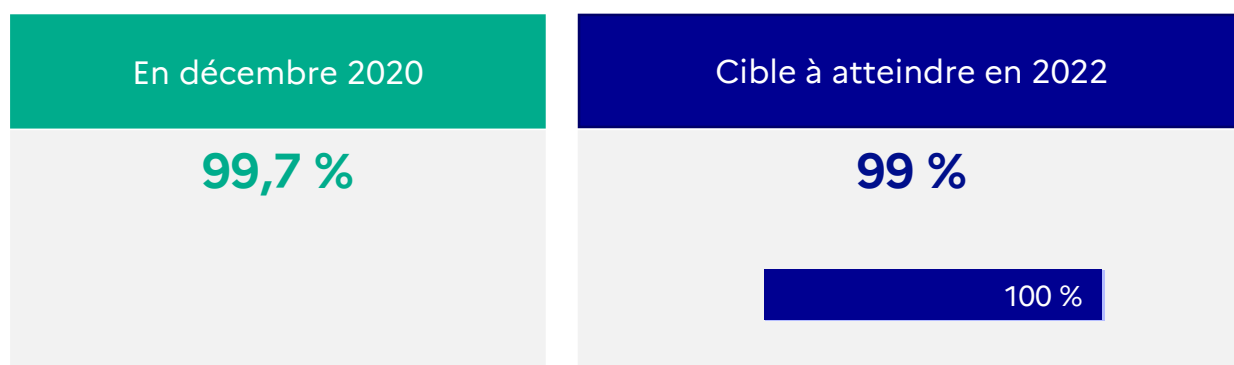 En décembre 2020
99,7 %
Cible à atteindre en 2022
99 %
100 %